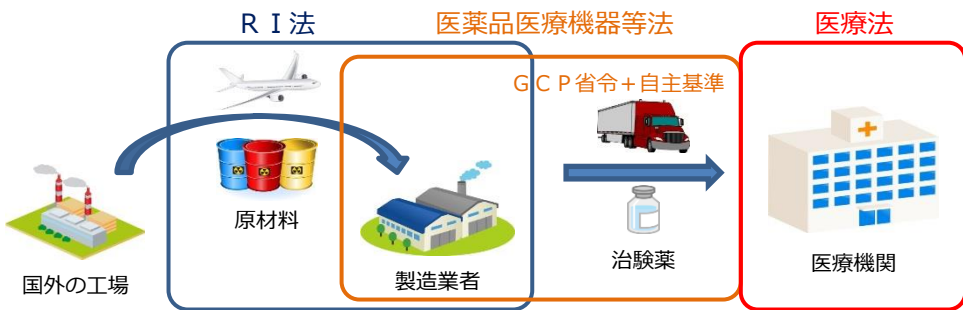 ＲＩ法
医薬品医療機器等法
医療法
ＧＣＰ省令＋自主基準
原材料
治験薬
医療機関
製造業者
国外の工場